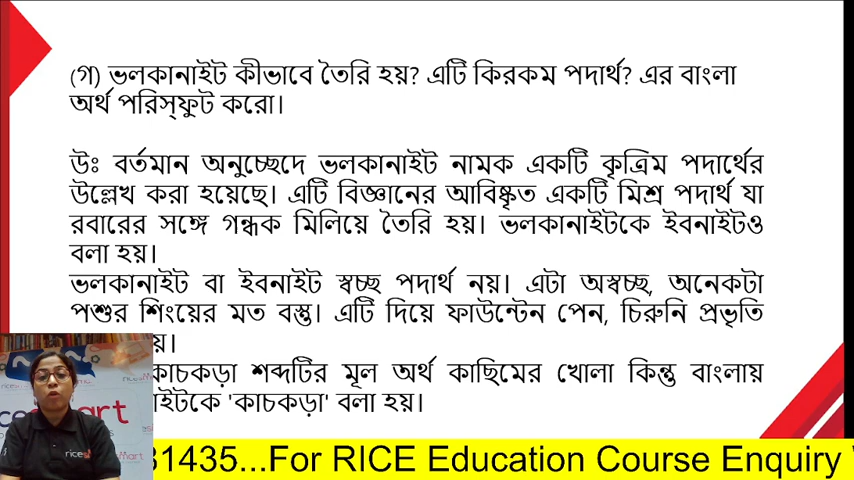 (গ) ভলকানাইট কীভাবে তৈরি হয়? এটি কিরকম পদার্থ? এর বাংলা
অর্থ পরিস্ফুট করো।
উঃ বর্তমান অনুচ্ছেদে ভলকানাইট নামক একটি কৃত্রিম পদার্থের
উল্লেখ করা হয়েছে। এটি বিজ্ঞানের আবিষ্কৃত একটি মিশ্র পদার্থ যা
রবারের সঙ্গে গন্ধক মিলিয়ে তৈরি হয়। ভলকানাইটকে ইবনাইটও
বলা হয়।
ভলকানাইট বা ইবনাইট স্বচ্ছ পদার্থ নয়। এটা অস্বচ্ছ, অনেকটা
পশুর শিংয়ের মত বস্তু। এটি দিয়ে ফাউন্টেন পেন, চিরুনি প্রভৃতি
য়।
কাচকড়া শব্দটির মূল অর্থ কাছিমের খোলা কিন্তু বাংলায়
াইটকে 'কাচকড়া' বলা হয়।
31435...For RICE Education Course Enquiry